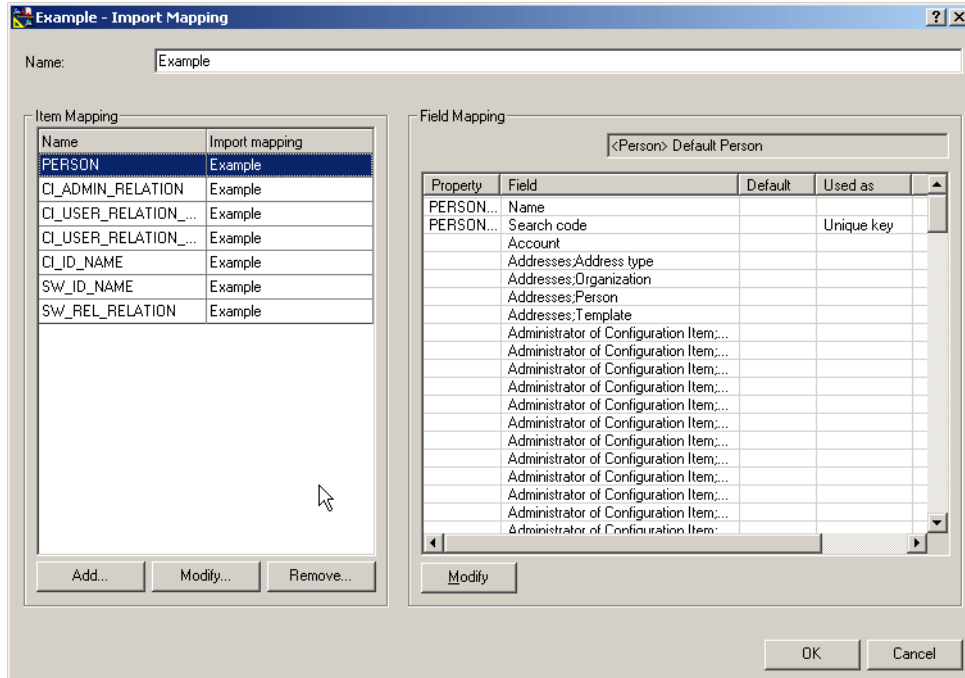 Example - Import Mapping
Name: Example
Item Mapping
Name Import mapping
PERSON Example
CI_ADMIN_RELATION Example
CI_USER_RELATION_... Example
CI_USER_RELATION_... Example
CI_ID_NAME Example
SW_ID_NAME Example
SW_REL_RELATION Example
Add... Modify... Remove...
Field Mapping
<Person> Default Person
Property Field Default Used as
PERSON... Name
PERSON... Search code Unique key
Account
Addresses;Address type
Addresses;Organization
Addresses;Person
Addresses;Template
Administrator of Configuration Item;...
Administrator of Configuration Item;...
Administrator of Configuration Item;...
Administrator of Configuration Item;...
Administrator of Configuration Item;...
Administrator of Configuration Item;...
Administrator of Configuration Item;...
Administrator of Configuration Item;...
Administrator of Configuration Item;...
Administrator of Configuration Item;...
Administrator of Configuration Item;...
Administrator of Configuration Item;...
Modify
OK Cancel